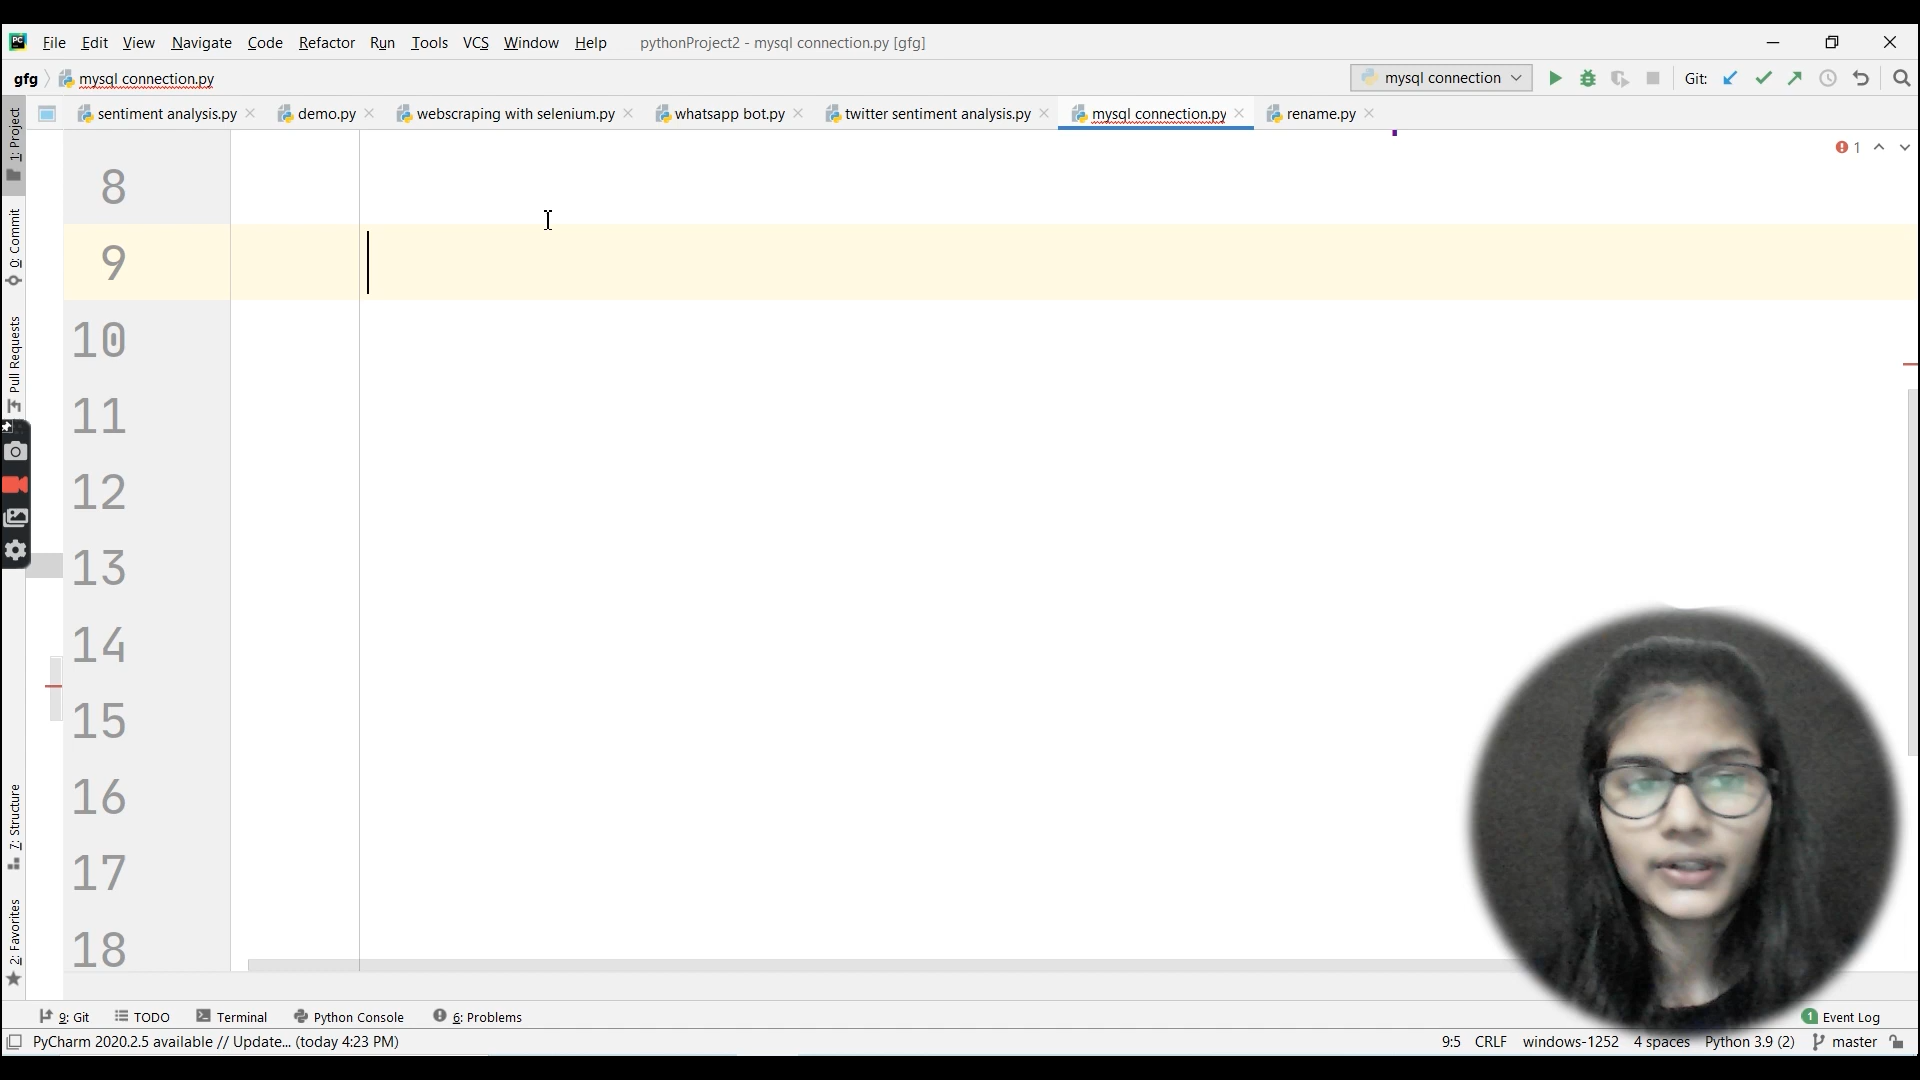 File Edit View Navigate Code Refactor Run Tools VCS Window Help pythonProject2 - mysql connection.py [gfg]
gfg mysql connection.py mysql connection Git:
sentiment analysis.py demo.py webscraping with selenium.py whatsapp bot.py twitter sentiment analysis.py mysql connection.py rename.py
1: Project
0: Commit
Pull Requests
7: Structure
2: Favorites
1
8
9
10
11
12
13
14
15
16
17
18
9: Git TODO Terminal Python Console 6: Problems 1 Event Log
PyCharm 2020.2.5 available // Update... (today 4:23 PM) 9:5 CRLF windows-1252 4 spaces Python 3.9 (2) master